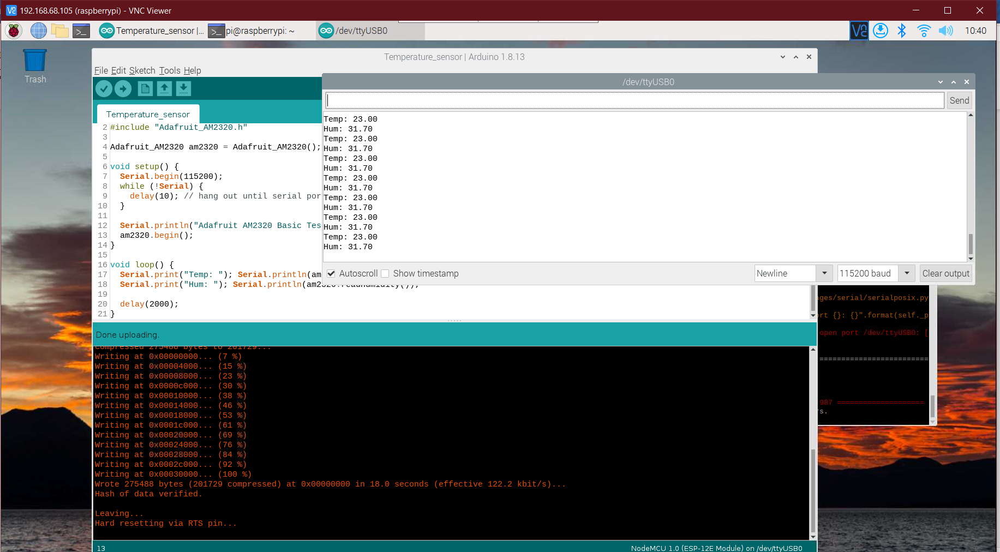 192.168.68.105 (raspberrypi) - VNC Viewer
Temperature_sensor |... pi@raspberrypi: ~ /dev/ttyUSB0 10:40
Trash
Temperature_sensor | Arduino 1.8.13
File Edit Sketch Tools Help
Temperature_sensor
2 #include "Adafruit_AM2320.h"
3
4 Adafruit_AM2320 am2320 = Adafruit_AM2320();
5
6 void setup() {
7 Serial.begin(115200);
8 while (!Serial) {
9 delay(10); // hang out until serial por
10 }
11
12 Serial.println("Adafruit AM2320 Basic Tes
13 am2320.begin();
14 }
15
16 void loop() {
17 Serial.print("Temp: "); Serial.println(am
18 Serial.print("Hum: "); Serial.println(am2320.readHumidity());
19
20 delay(2000);
21 }
/dev/ttyUSB0
Send
Temp: 23.00
Hum: 31.70
Temp: 23.00
Hum: 31.70
Temp: 23.00
Hum: 31.70
Temp: 23.00
Hum: 31.70
Temp: 23.00
Hum: 31.70
Temp: 23.00
Hum: 31.70
Temp: 23.00
Hum: 31.70
Autoscroll Show timestamp Newline 115200 baud Clear output
ages/serial/serialposix.py
ort {}: {}".format(self._p
open port /dev/ttyUSB0: [
=========================
987 ====================
rs.
Done uploading.
Compressed 275488 bytes to 201729...
Writing at 0x00000000... (7 %)
Writing at 0x00004000... (15 %)
Writing at 0x00008000... (23 %)
Writing at 0x0000c000... (30 %)
Writing at 0x00010000... (38 %)
Writing at 0x00014000... (46 %)
Writing at 0x00018000... (53 %)
Writing at 0x0001c000... (61 %)
Writing at 0x00020000... (69 %)
Writing at 0x00024000... (76 %)
Writing at 0x00028000... (84 %)
Writing at 0x0002c000... (92 %)
Writing at 0x00030000... (100 %)
Wrote 275488 bytes (201729 compressed) at 0x00000000 in 18.0 seconds (effective 122.2 kbit/s)...
Hash of data verified.
Leaving...
Hard resetting via RTS pin...
13 NodeMCU 1.0 (ESP-12E Module) on /dev/ttyUSB0